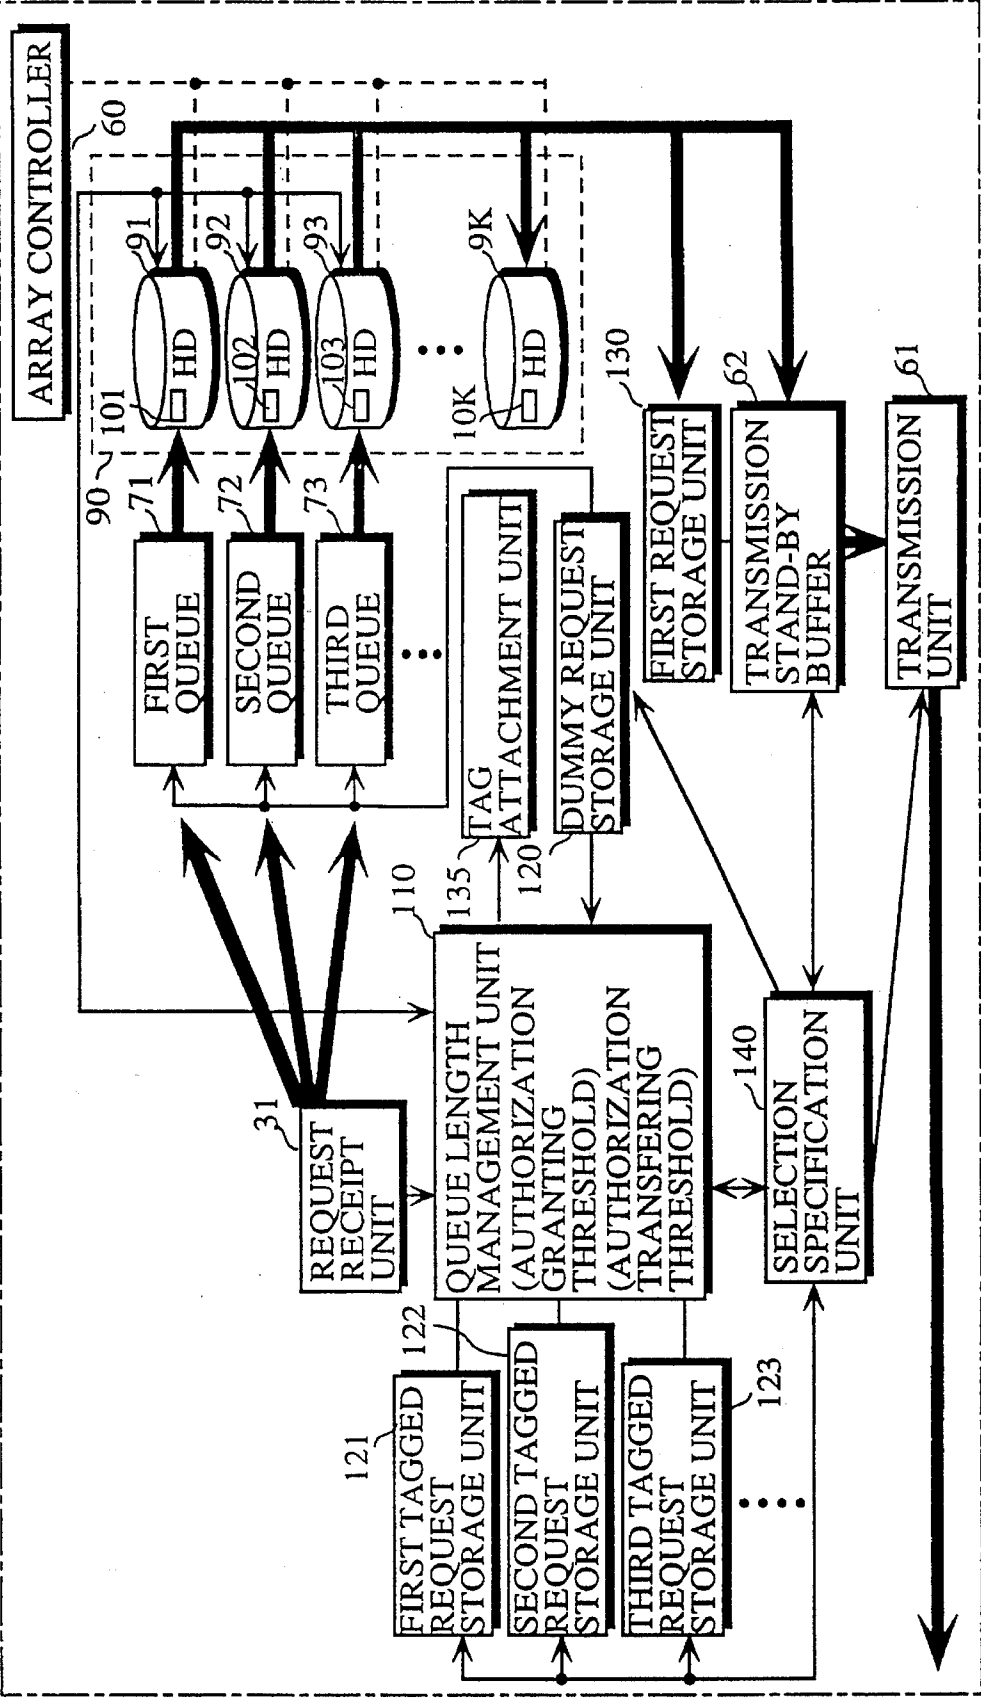 ARRAY CONTROLLER
60
90
101
91
HD
102
92
HD
103
93
HD
10K
9K
HD
71
FIRST
QUEUE
72
SECOND
QUEUE
73
THIRD
QUEUE
31
REQUEST
RECEIPT
UNIT
135
TAG
ATTACHMENT UNIT
120
DUMMY REQUEST
STORAGE UNIT
110
QUEUE LENGTH
MANAGEMENT UNIT
(AUTHORIZATION
GRANTING
THRESHOLD)
(AUTHORIZATION
TRANSFERING
THRESHOLD)
121
FIRST TAGGED
REQUEST
STORAGE UNIT
122
SECOND TAGGED
REQUEST
STORAGE UNIT
123
THIRD TAGGED
REQUEST
STORAGE UNIT
130
FIRST REQUEST
STORAGE UNIT
62
TRANSMISSION
STAND-BY
BUFFER
61
TRANSMISSION
UNIT
140
SELECTION
SPECIFICATION
UNIT